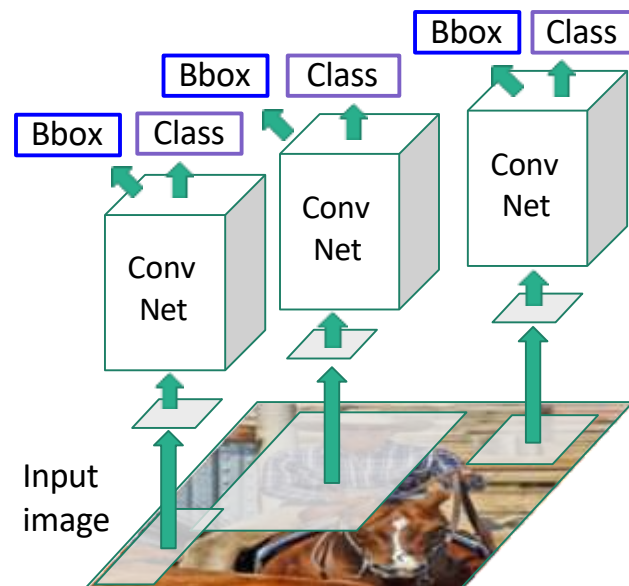 Bbox
Class
Bbox
Class
Bbox
Class
Conv
Net
Conv
Net
Conv
Net
Input
image